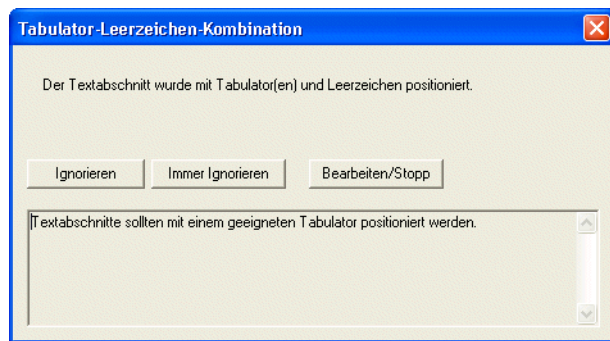 Tabulator-Leerzeichen-Kombination
Der Textabschnitt wurde mit Tabulator(en) und Leerzeichen positioniert.
Ignorieren Immer Ignorieren Bearbeiten/Stopp
Textabschnitte sollten mit einem geeigneten Tabulator positioniert werden.